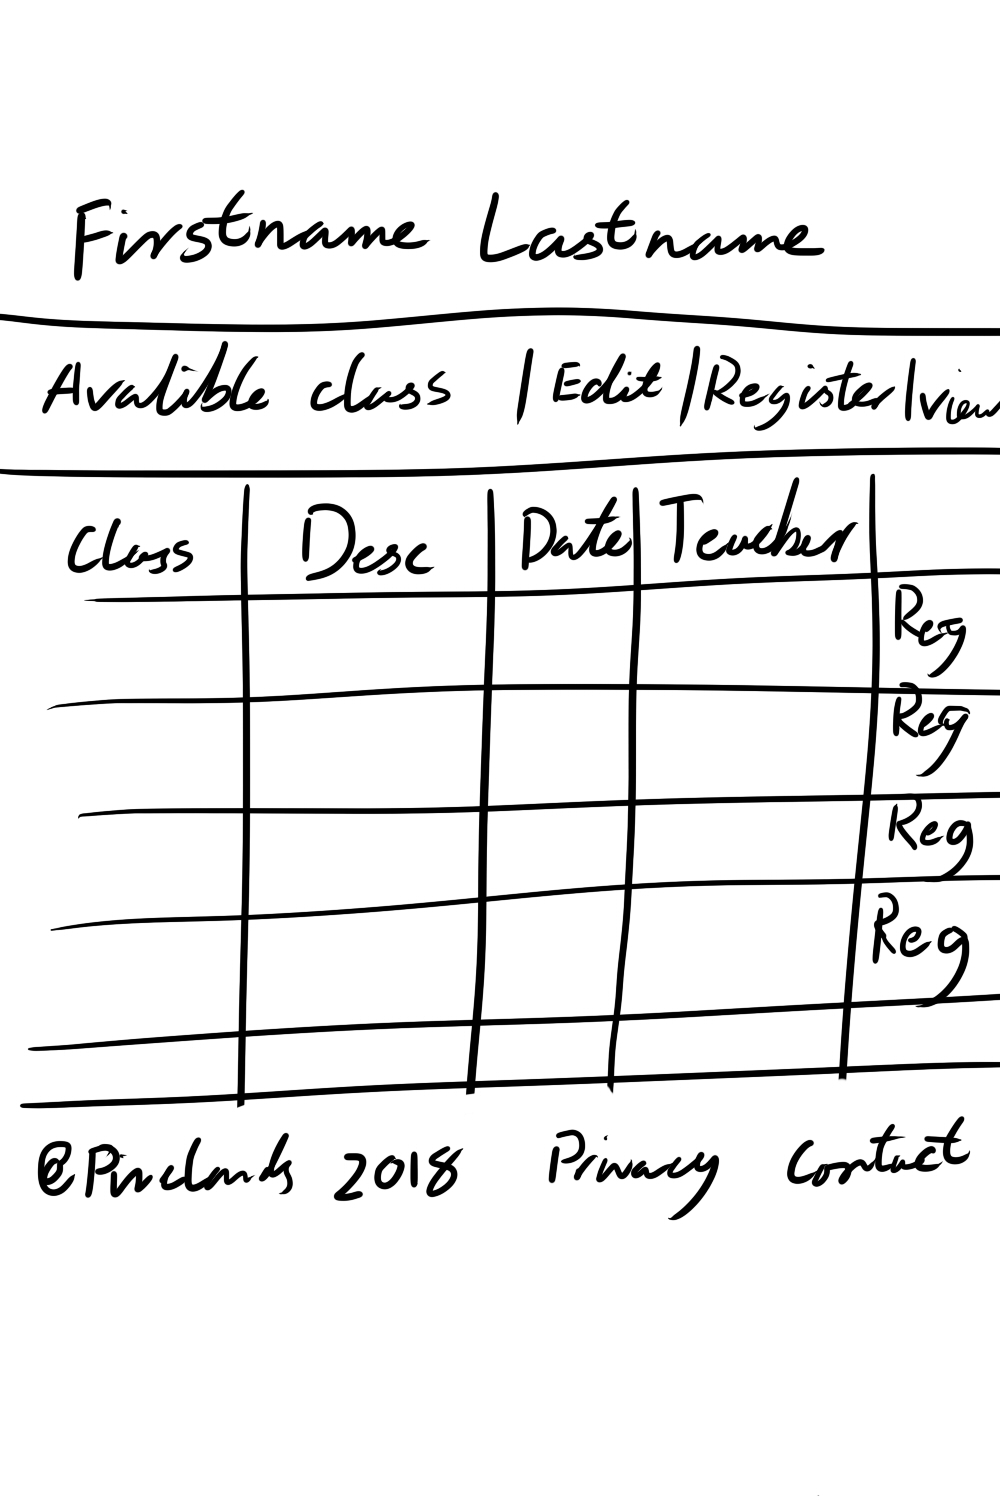 Firstname Lastname
Avalible class / Edit / Register / view
Class Desc Date Teacher
Reg
Reg
Reg
Reg
@Pinelands 2018 Privacy Contact